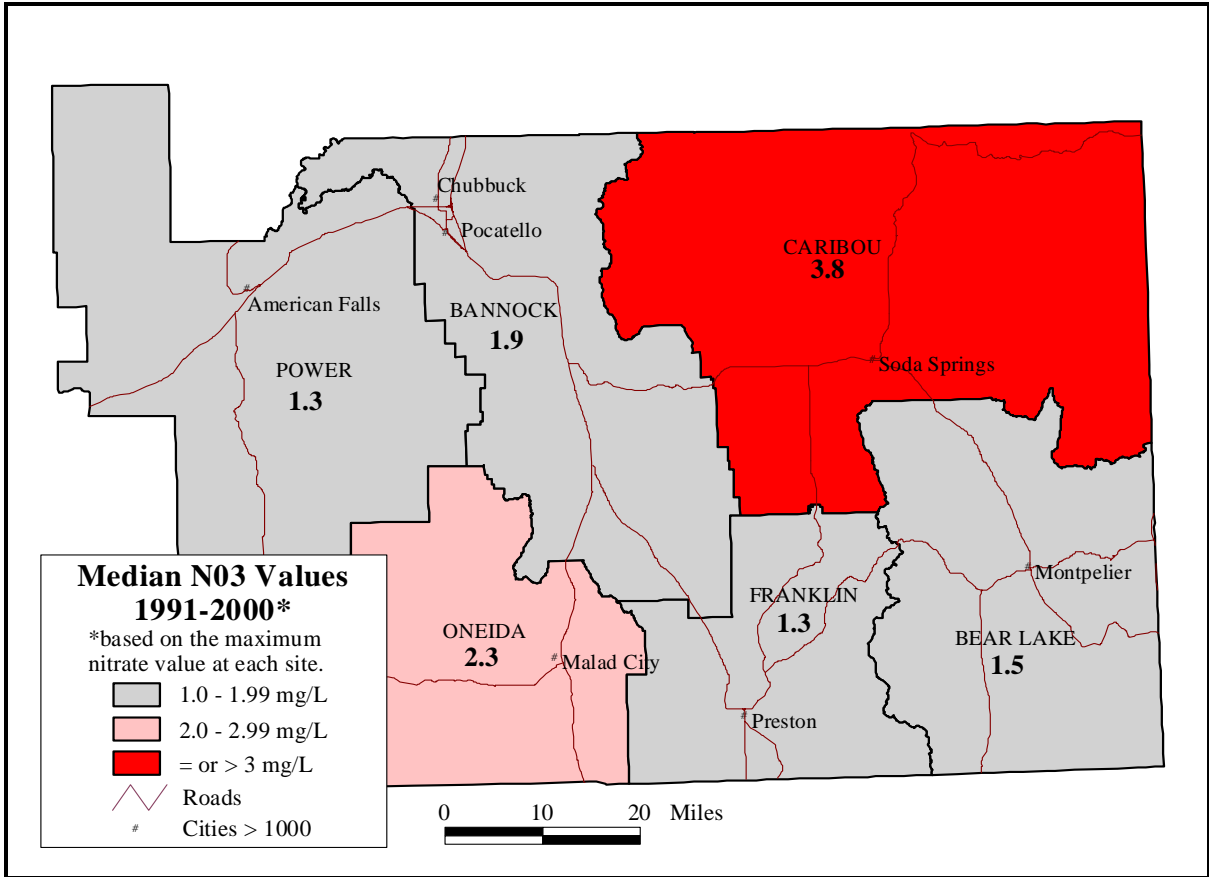 Chubbuck
Pocatello
CARIBOU
3.8
American Falls
BANNOCK
1.9
Soda Springs
POWER
1.3
Median N03 Values
1991-2000*
*based on the maximum
nitrate value at each site.
1.0 - 1.99 mg/L
2.0 - 2.99 mg/L
= or > 3 mg/L
Roads
# Cities > 1000
Montpelier
FRANKLIN
1.3
ONEIDA
2.3
Malad City
BEAR LAKE
1.5
Preston
0 10 20 Miles